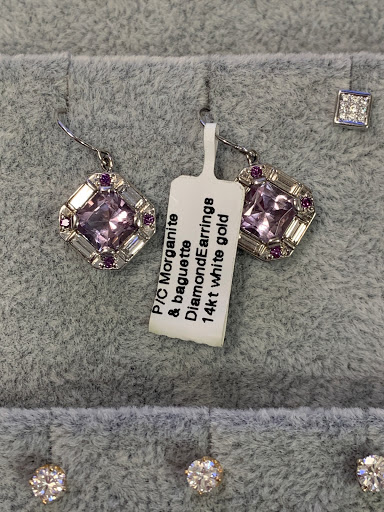 P/C Morganite
& baguette
DiamondEarrings
14kt white gold